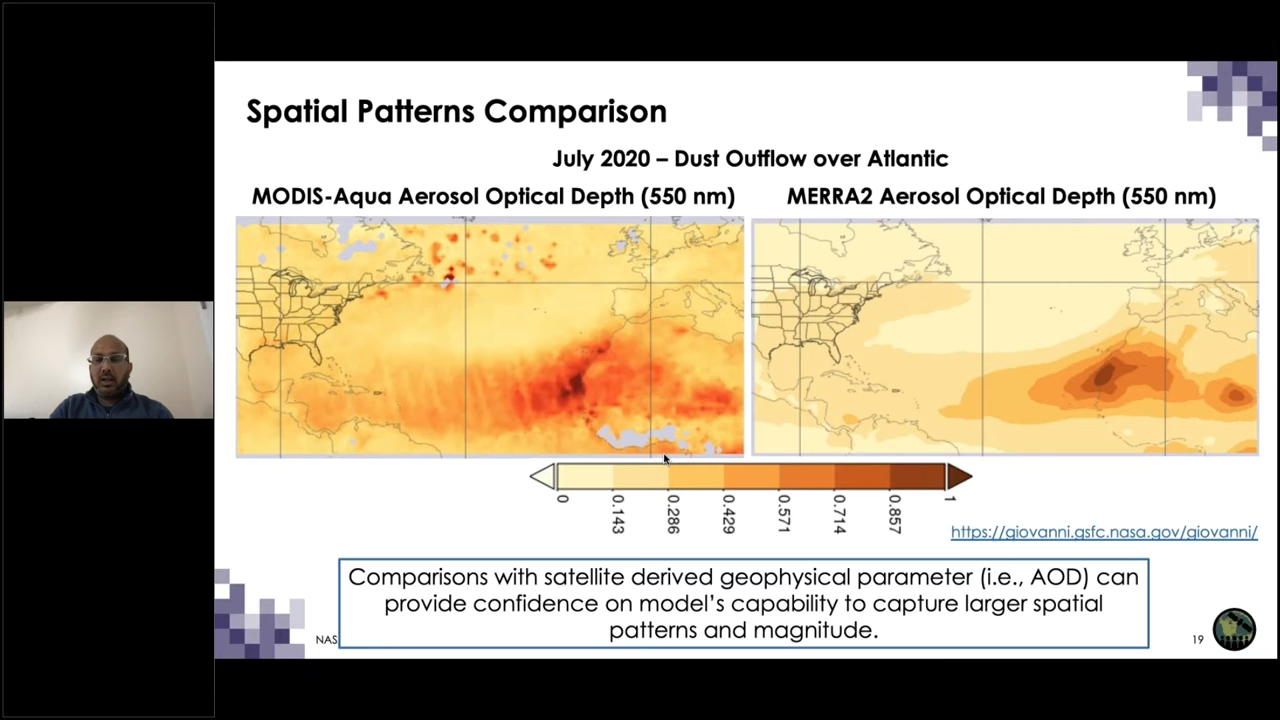 Spatial Patterns Comparison
July 2020 – Dust Outflow over Atlantic
MODIS-Aqua Aerosol Optical Depth (550 nm)
MERRA2 Aerosol Optical Depth (550 nm)
0
0.143
0.286
0.429
0.571
0.714
0.857
1
https://giovanni.gsfc.nasa.gov/giovanni/
Comparisons with satellite derived geophysical parameter (i.e., AOD) can
provide confidence on model’s capability to capture larger spatial
patterns and magnitude.
NAS
19